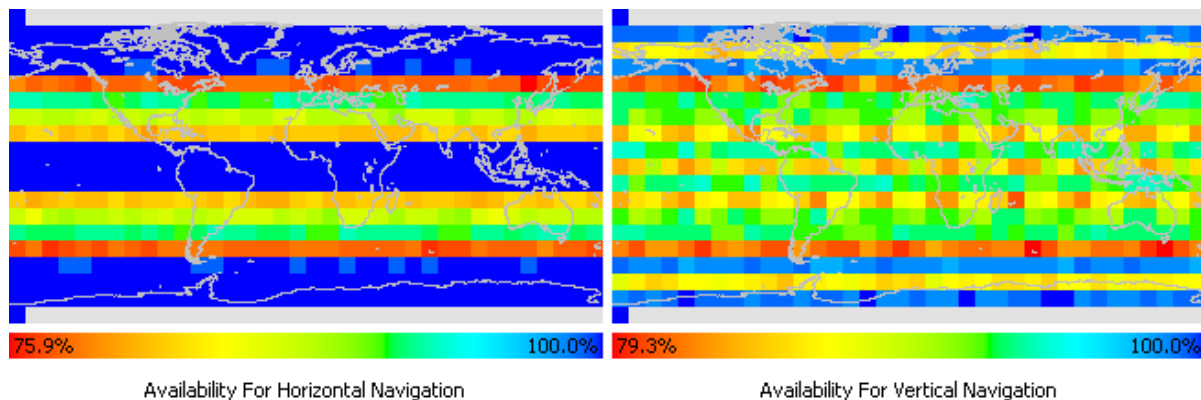 75.9% 100.0%
79.3% 100.0%
Availability For Horizontal Navigation
Availability For Vertical Navigation